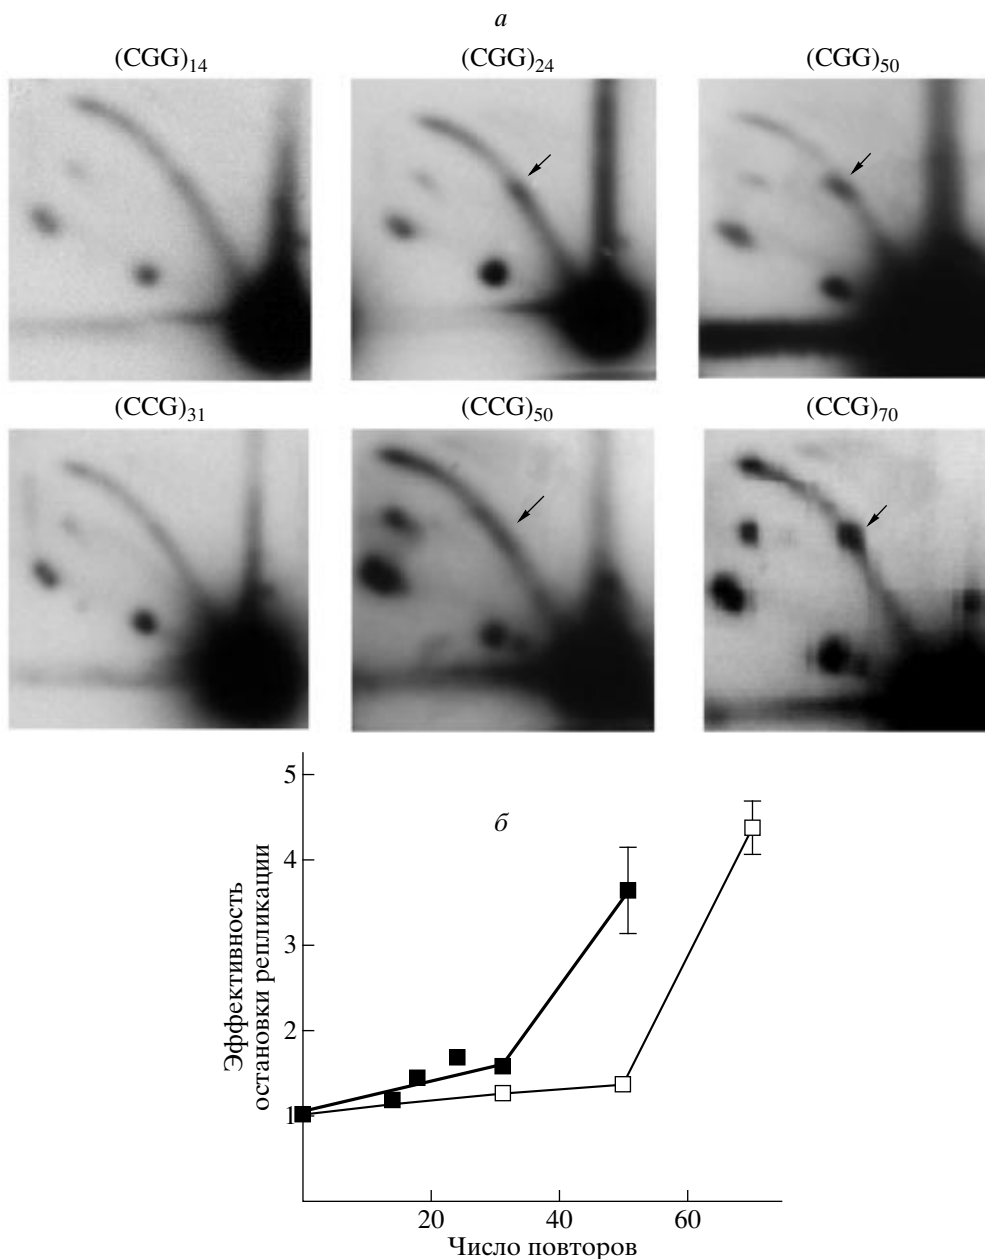 а
(CGG)14 (CGG)24 (CGG)50
(CCG)31 (CCG)50 (CCG)70
б
Эффективность
остановки репликации
5
4
3
2
1
20 40 60
Число повторов